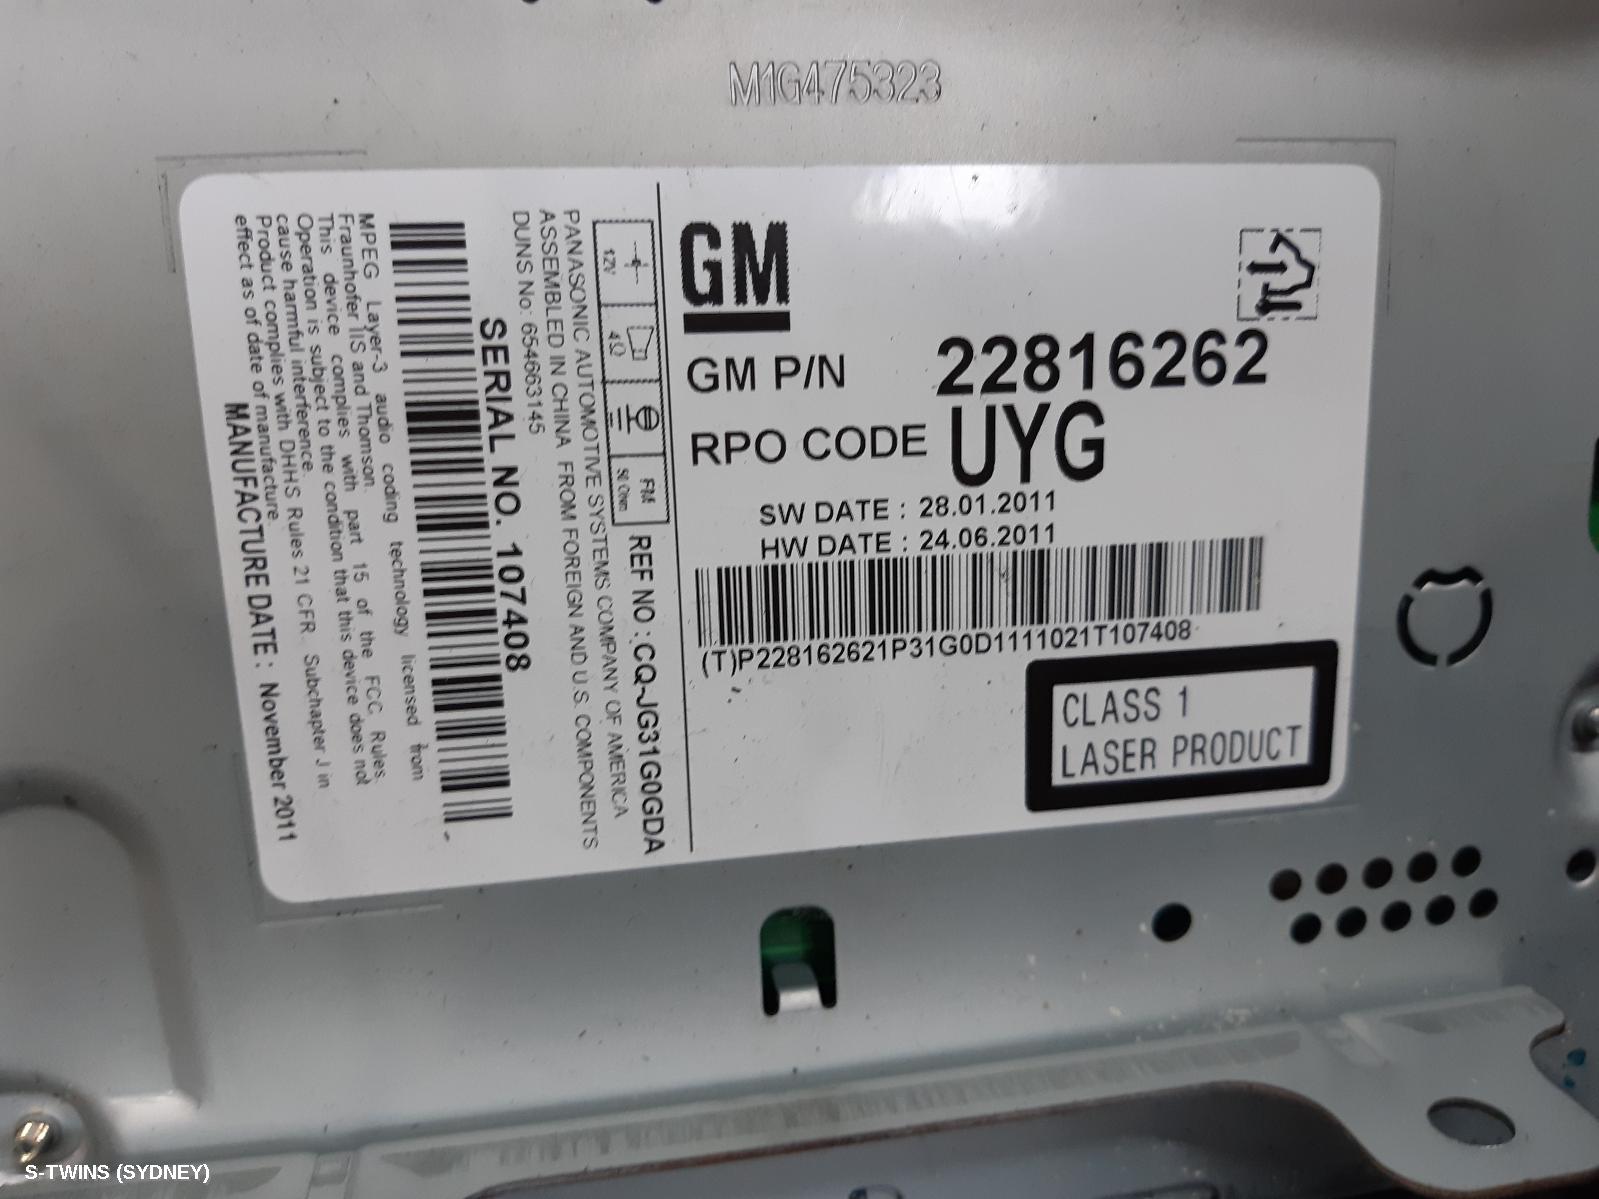 M1G475323
GM
GM P/N 22816262
RPO CODE UYG
SW DATE : 28.01.2011
HW DATE : 24.06.2011
(T)P228162621P31G0D1111021T107408
CLASS 1
LASER PRODUCT
12V 4Ω FM 50 Ohm
REF NO : CQ-JG31G0GDA
PANASONIC AUTOMOTIVE SYSTEMS COMPANY OF AMERICA
ASSEMBLED IN CHINA FROM FOREIGN AND U.S. COMPONENTS
DUNS No: 654663145
SERIAL NO. 107408
MPEG Layer-3 audio coding technology licensed from
Fraunhofer IIS and Thomson.
This device complies with part 15 of the FCC, Rules.
Operation is subject to the condition that this device does not
cause harmful interference.
Product complies with DHHS Rules 21 CFR. Subchapter J in
effect as of date of manufacture.
MANUFACTURE DATE : November 2011
S-TWINS (SYDNEY)